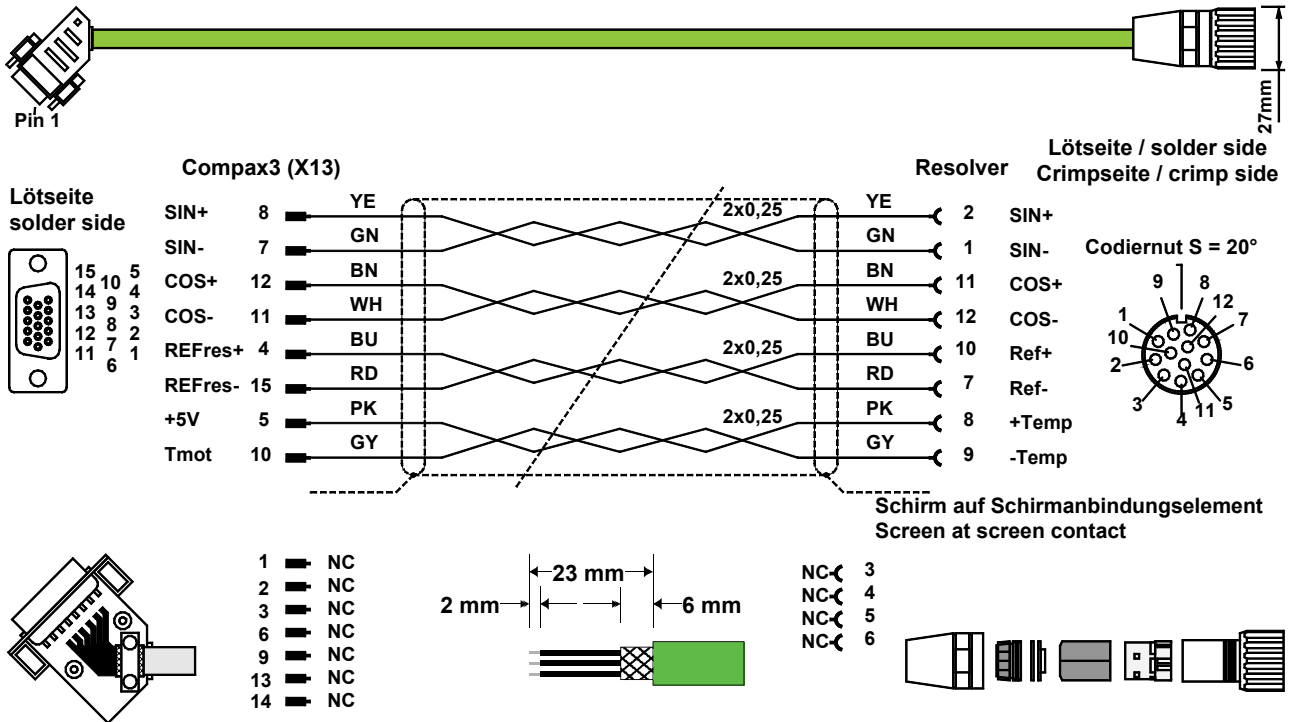 Pin 1
27mm
Compax3 (X13)
Resolver
Lötseite / solder side
Crimpseite / crimp side
Lötseite
solder side
15 10 5
14 9 4
13 8 3
12 7 2
11 6 1
SIN+ 8 YE 2x0,25 YE 2 SIN+
SIN- 7 GN GN 1 SIN-
COS+ 12 BN 2x0,25 BN 11 COS+
COS- 11 WH WH 12 COS-
REFres+ 4 BU 2x0,25 BU 10 Ref+
REFres- 15 RD RD 7 Ref-
+5V 5 PK 2x0,25 PK 8 +Temp
Tmot 10 GY GY 9 -Temp
Codiernut S = 20°
9 8
12
1 7
10
2 6
3 5
4 11
Schirm auf Schirmanbindungselement
Screen at screen contact
1 NC
2 NC
3 NC
6 NC
9 NC
13 NC
14 NC
23 mm
2 mm 6 mm
NC 3
NC 4
NC 5
NC 6